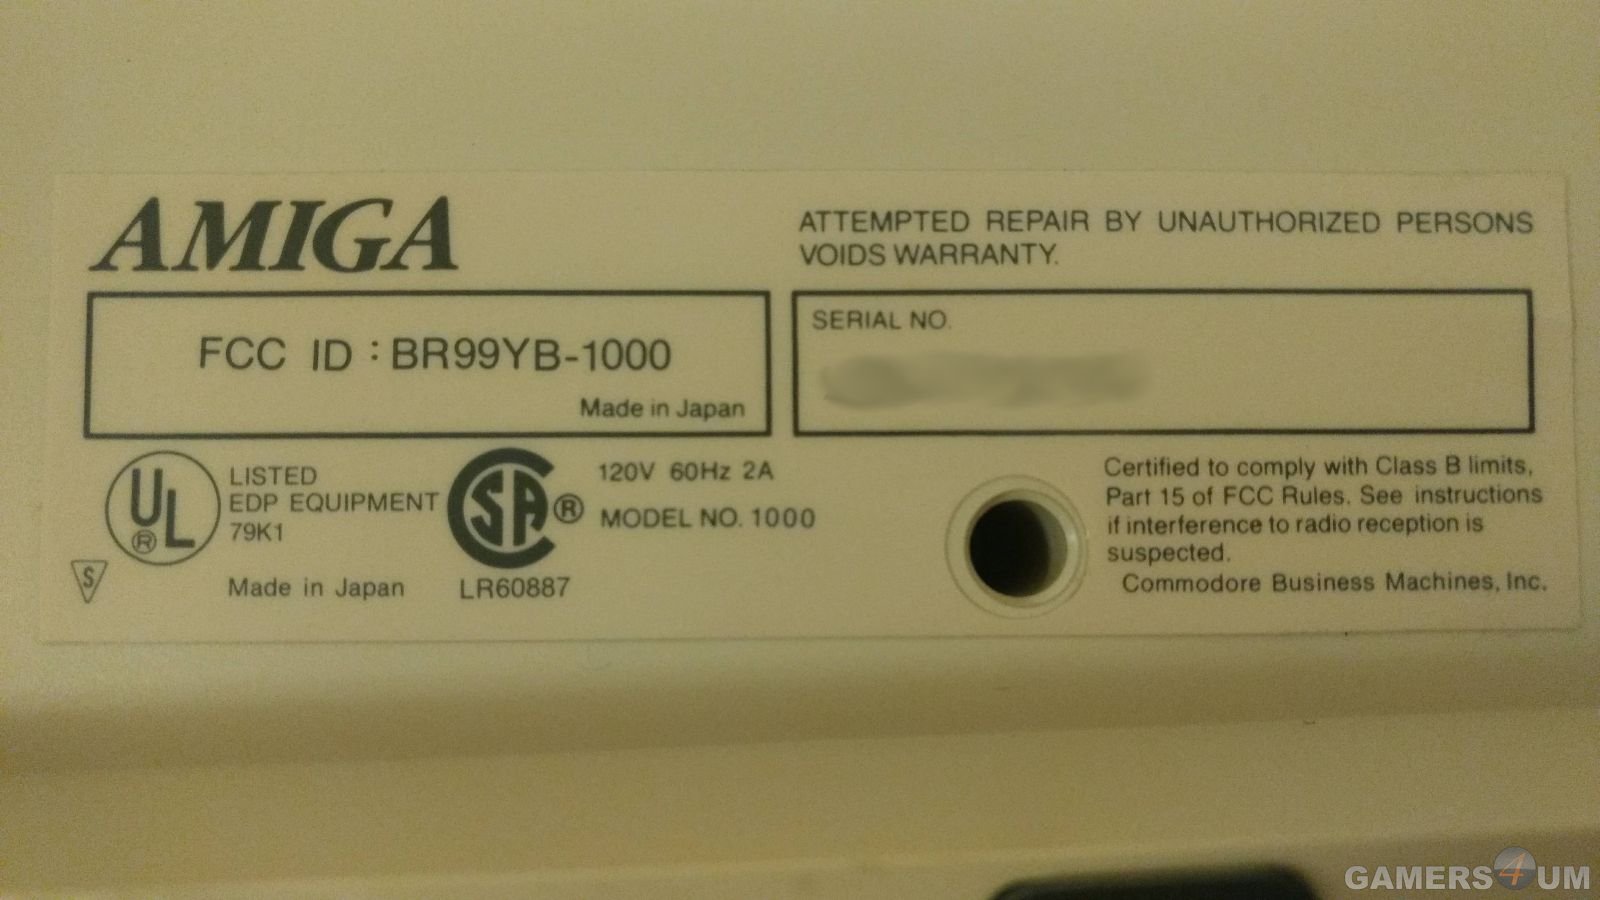 AMIGA
ATTEMPTED REPAIR BY UNAUTHORIZED PERSONS
VOIDS WARRANTY.
FCC ID : BR99YB-1000
Made in Japan
SERIAL NO.
UL
®
LISTED
EDP EQUIPMENT
79K1
S
Made in Japan
SA ®
LR60887
120V 60Hz 2A
MODEL NO. 1000
Certified to comply with Class B limits,
Part 15 of FCC Rules. See instructions
if interference to radio reception is
suspected.
Commodore Business Machines, Inc.
GAMERS4UM